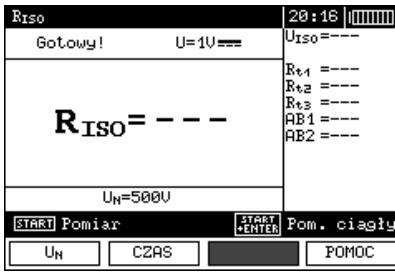 RISO 20:16
Gotowy! U=1V
UISO=---
Rt1 =---
Rt2 =---
Rt3 =---
AB1 =---
AB2 =---
RISO=---
UN=500V
START Pomiar START +ENTER Pom. ciągły
UN CZAS POMOC